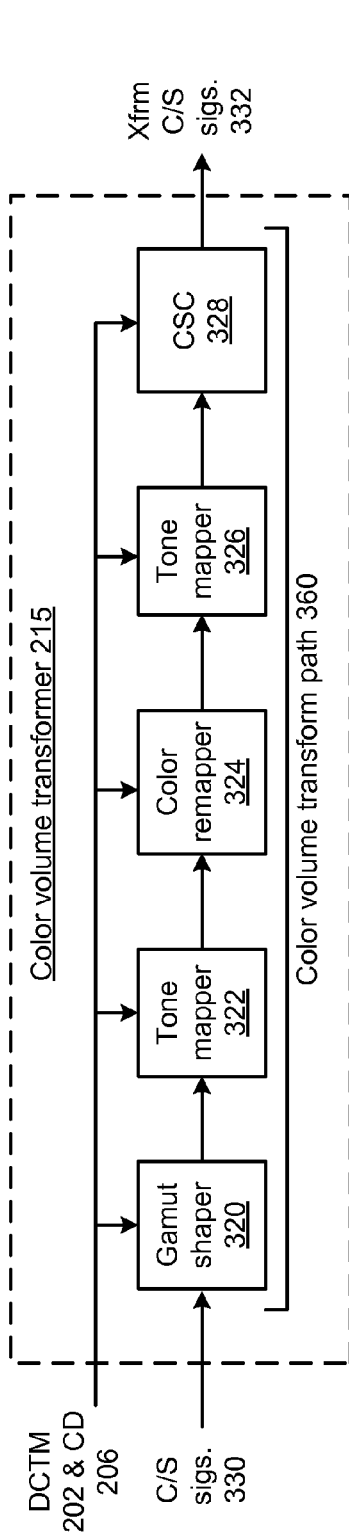 Color volume transformer 215
DCTM
202 & CD
206
C/S
sigs.
330
Gamut
shaper
320
Tone
mapper
322
Color
remapper
324
Tone
mapper
326
CSC
328
Xfrm
C/S
sigs.
332
Color volume transform path 360